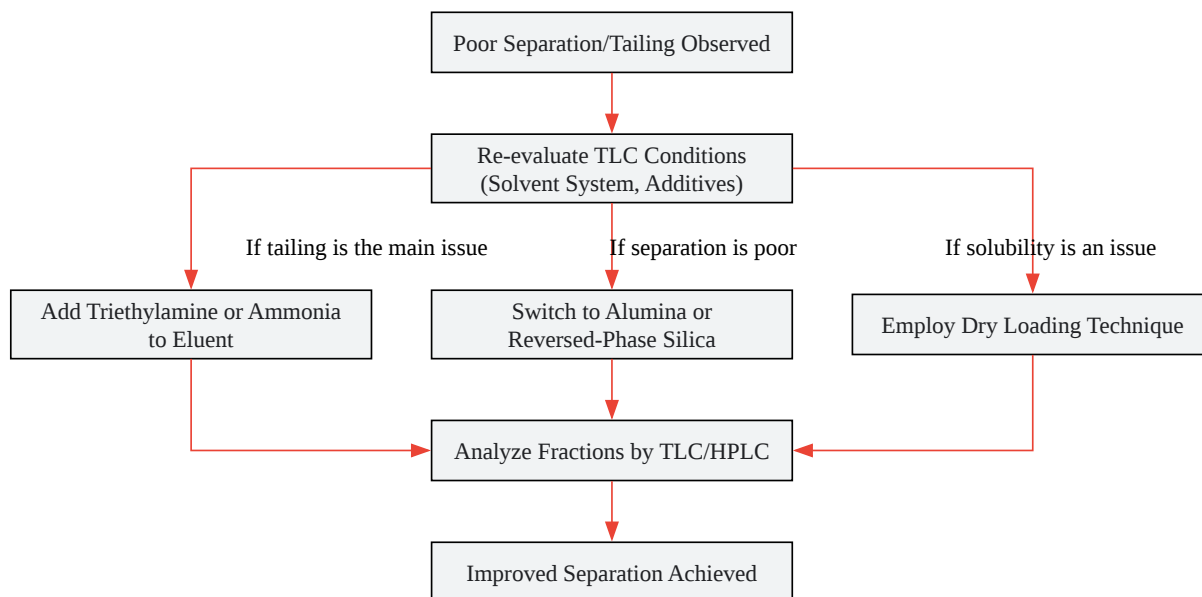 Poor Separation/Tailing Observed
Re-evaluate TLC Conditions
(Solvent System, Additives)
If tailing is the main issue
If separation is poor
If solubility is an issue
Add Triethylamine or Ammonia
to Eluent
Switch to Alumina or
Reversed-Phase Silica
Employ Dry Loading Technique
Analyze Fractions by TLC/HPLC
Improved Separation Achieved